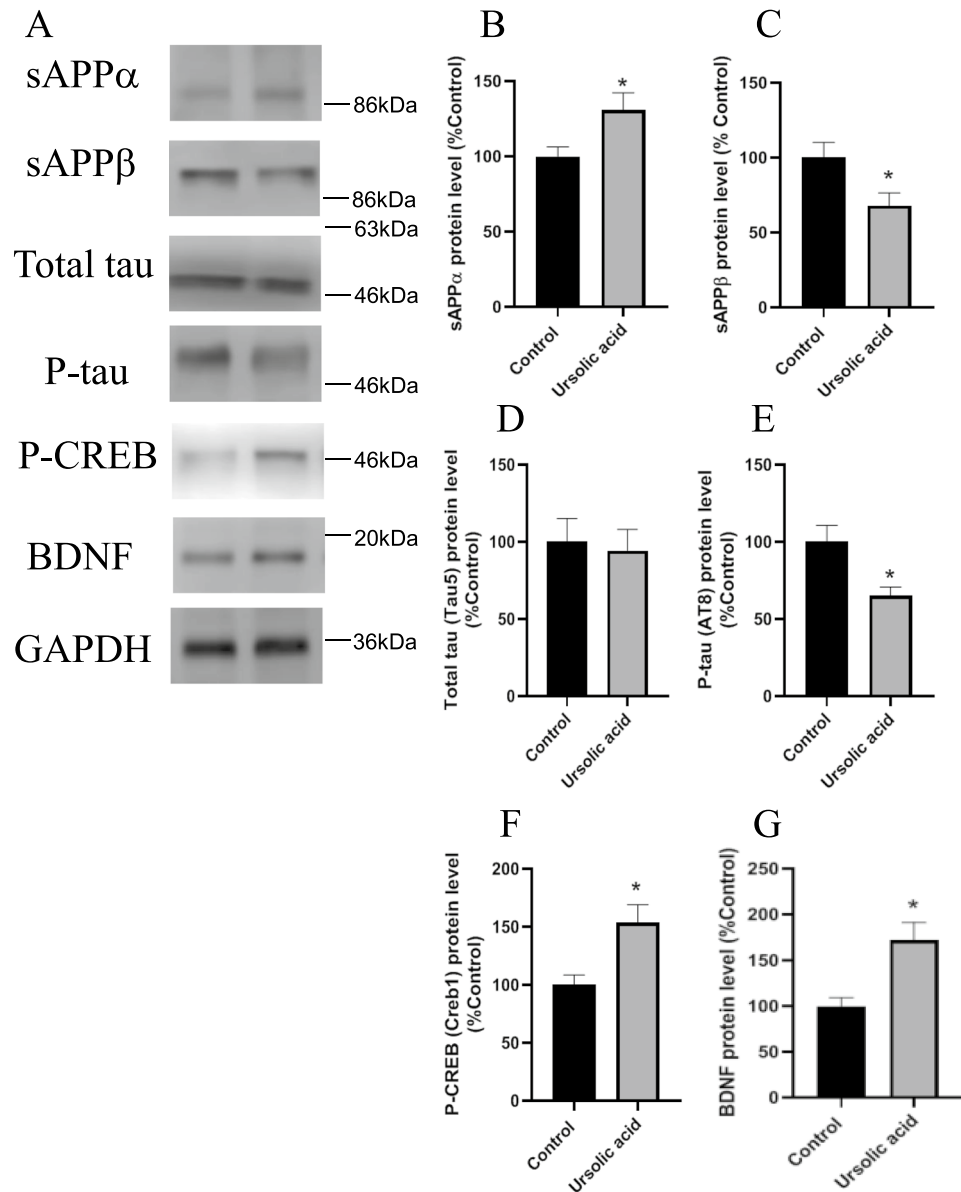 A
sAPPα
86kDa
sAPPβ
86kDa
63kDa
Total tau
46kDa
P-tau
46kDa
P-CREB
46kDa
20kDa
BDNF
GAPDH
36kDa
B
sAPPα protein level (%Control)
150
*
100
50
0
Control
Ursolic acid
C
sAPPβ protein level (% Control)
150
100
*
50
0
Control
Ursolic acid
D
Total tau (Tau5) protein level
(%Control)
150
100
50
0
Control
Ursolic acid
E
P-tau (AT8) protein level
(%Control)
150
100
*
50
0
Control
Ursolic acid
F
P-CREB (Creb1) protein level
(%Control)
200
*
150
100
50
0
Control
Ursolic acid
G
BDNF protein level (%Control)
250
*
200
150
100
50
0
Control
Ursolic acid